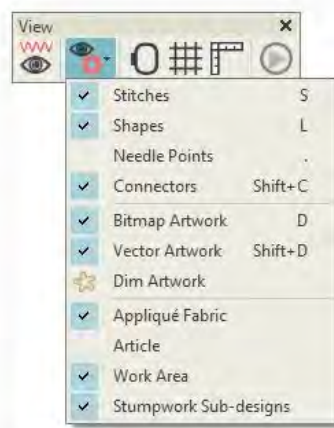 View
Stitches S
Shapes L
Needle Points .
Connectors Shift+C
Bitmap Artwork D
Vector Artwork Shift+D
Dim Artwork
Appliqué Fabric
Article
Work Area
Stumpwork Sub-designs